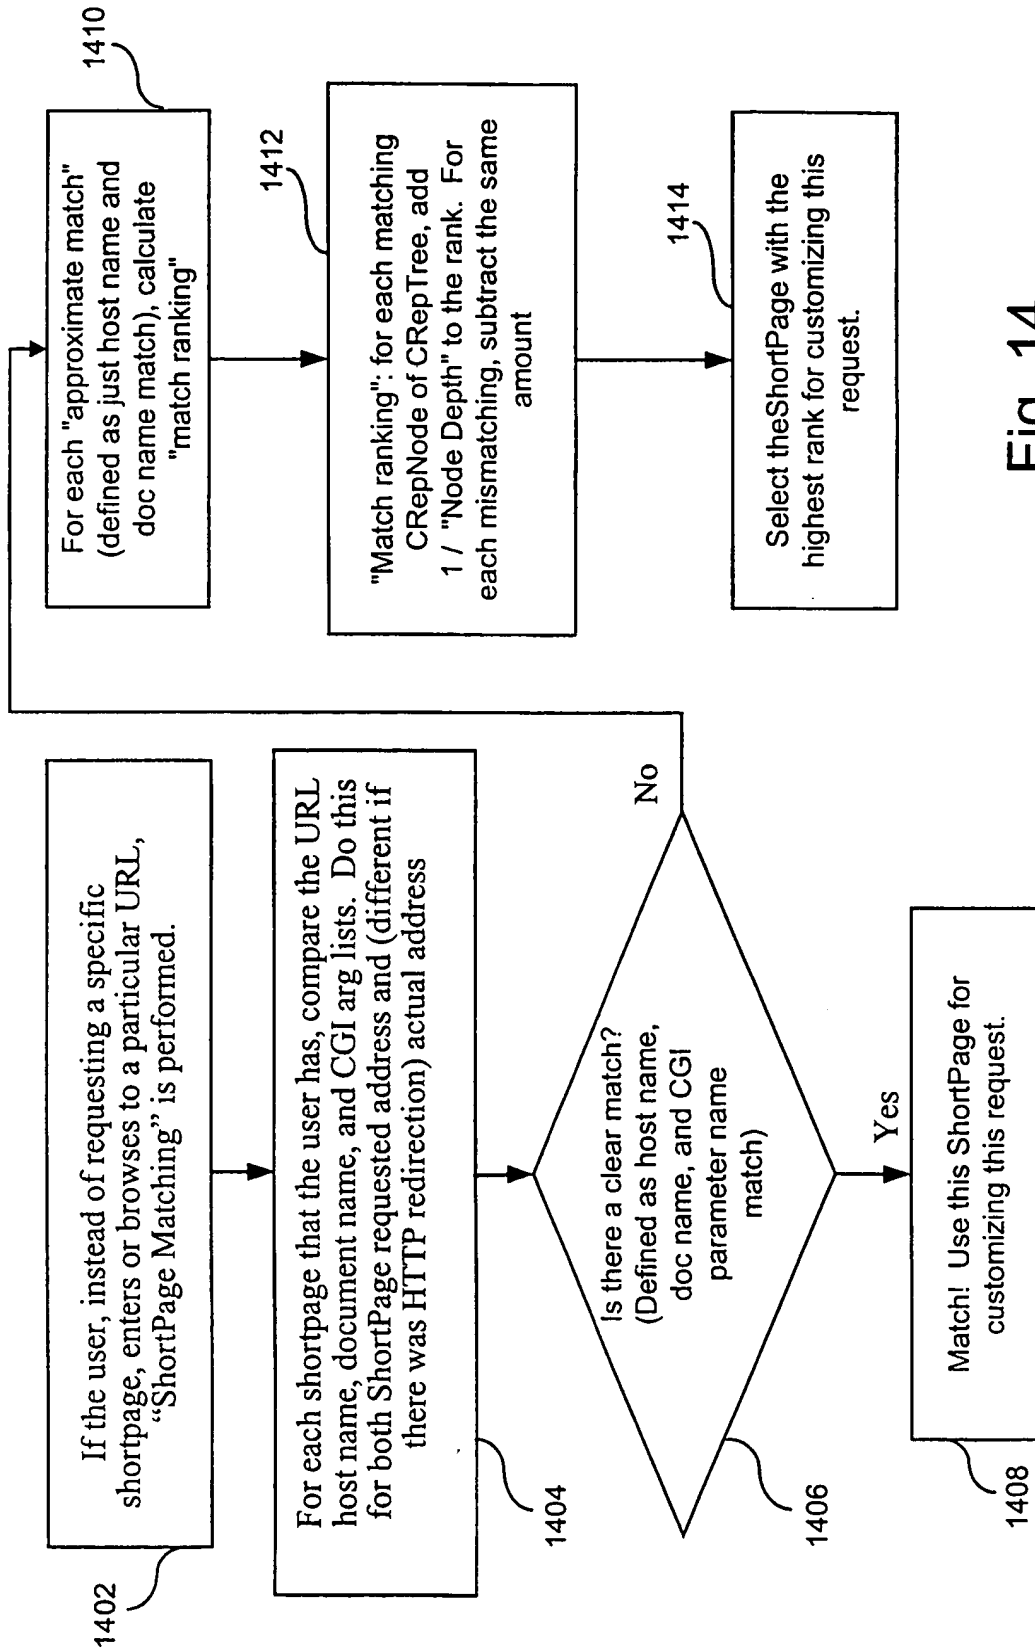 1402
If the user, instead of requesting a specific
shortpage, enters or browses to a particular URL,
“ShortPage Matching” is performed.
For each shortpage that the user has, compare the URL
host name, document name, and CGI arg lists.  Do this
for both ShortPage requested address and (different if
there was HTTP redirection) actual address
1404
Is there a clear match?
(Defined as host name,
doc name, and CGI
parameter name
match)
1406
No
Yes
Match!  Use this ShortPage for
customizing this request.
1408
For each "approximate match"
(defined as just host name and
doc name match), calculate
"match ranking"
1410
"Match ranking": for each matching
CRepNode of CRepTree, add
1 / "Node Depth" to the rank.  For
each mismatching, subtract the same
amount
1412
Select theShortPage with the
highest rank for customizing this
request.
1414
Fig. 14